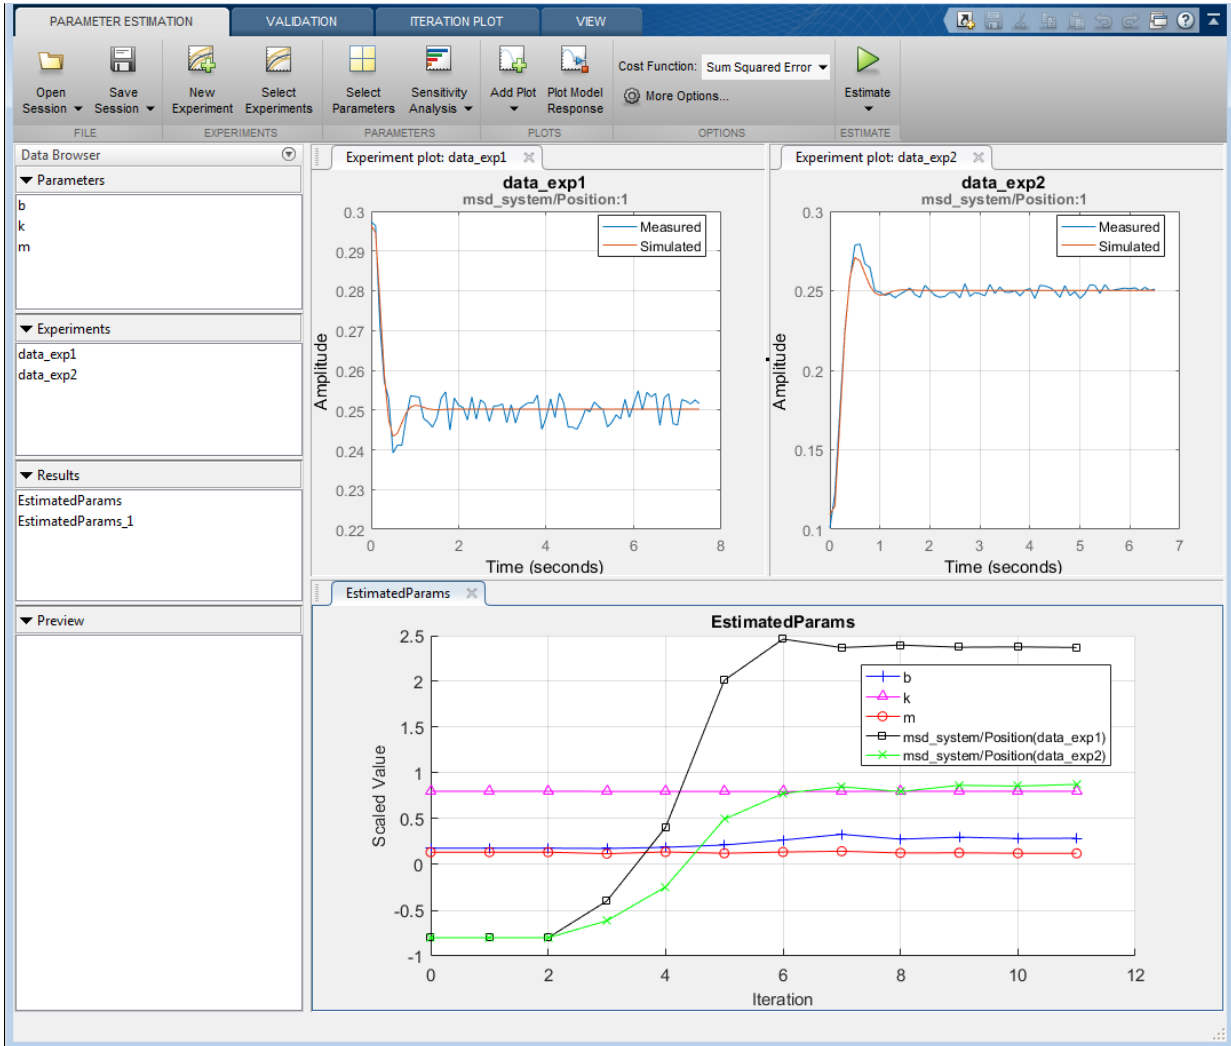 PARAMETER ESTIMATION VALIDATION ITERATION PLOT VIEW
Open Session
Save Session
New Experiment
Select Experiments
Select Parameters
Sensitivity Analysis
Add Plot
Plot Model Response
Cost Function: Sum Squared Error
More Options...
Estimate
FILE EXPERIMENTS PARAMETERS PLOTS OPTIONS ESTIMATE
Data Browser
Parameters
b
k
m
Experiments
data_exp1
data_exp2
Results
EstimatedParams
EstimatedParams_1
Preview
Experiment plot: data_exp1
data_exp1
msd_system/Position:1
Measured
Simulated
0.3
0.29
0.28
0.27
0.26
0.25
0.24
0.23
0.22
Amplitude
0 2 4 6 8
Time (seconds)
Experiment plot: data_exp2
data_exp2
msd_system/Position:1
Measured
Simulated
0.3
0.25
0.2
0.15
0.1
Amplitude
0 1 2 3 4 5 6 7
Time (seconds)
EstimatedParams
EstimatedParams
2.5
2
1.5
1
0.5
0
-0.5
-1
Scaled Value
b
k
m
msd_system/Position(data_exp1)
msd_system/Position(data_exp2)
0 2 4 6 8 10 12
Iteration